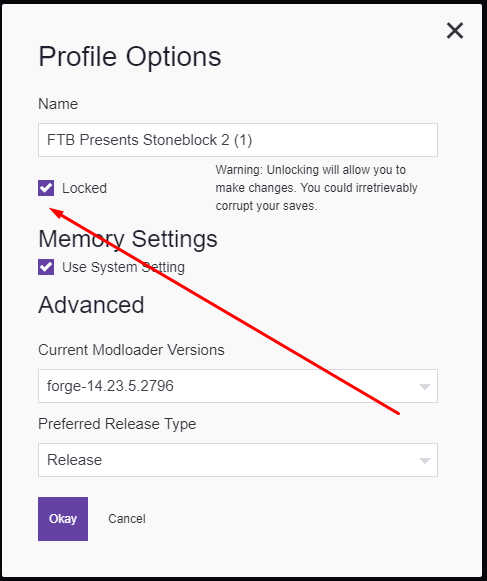 Profile Options
Name
FTB Presents Stoneblock 2 (1)
Locked
Warning: Unlocking will allow you to
make changes. You could irretrievably
corrupt your saves.
Memory Settings
Use System Setting
Advanced
Current Modloader Versions
forge-14.23.5.2796
Preferred Release Type
Release
Okay
Cancel